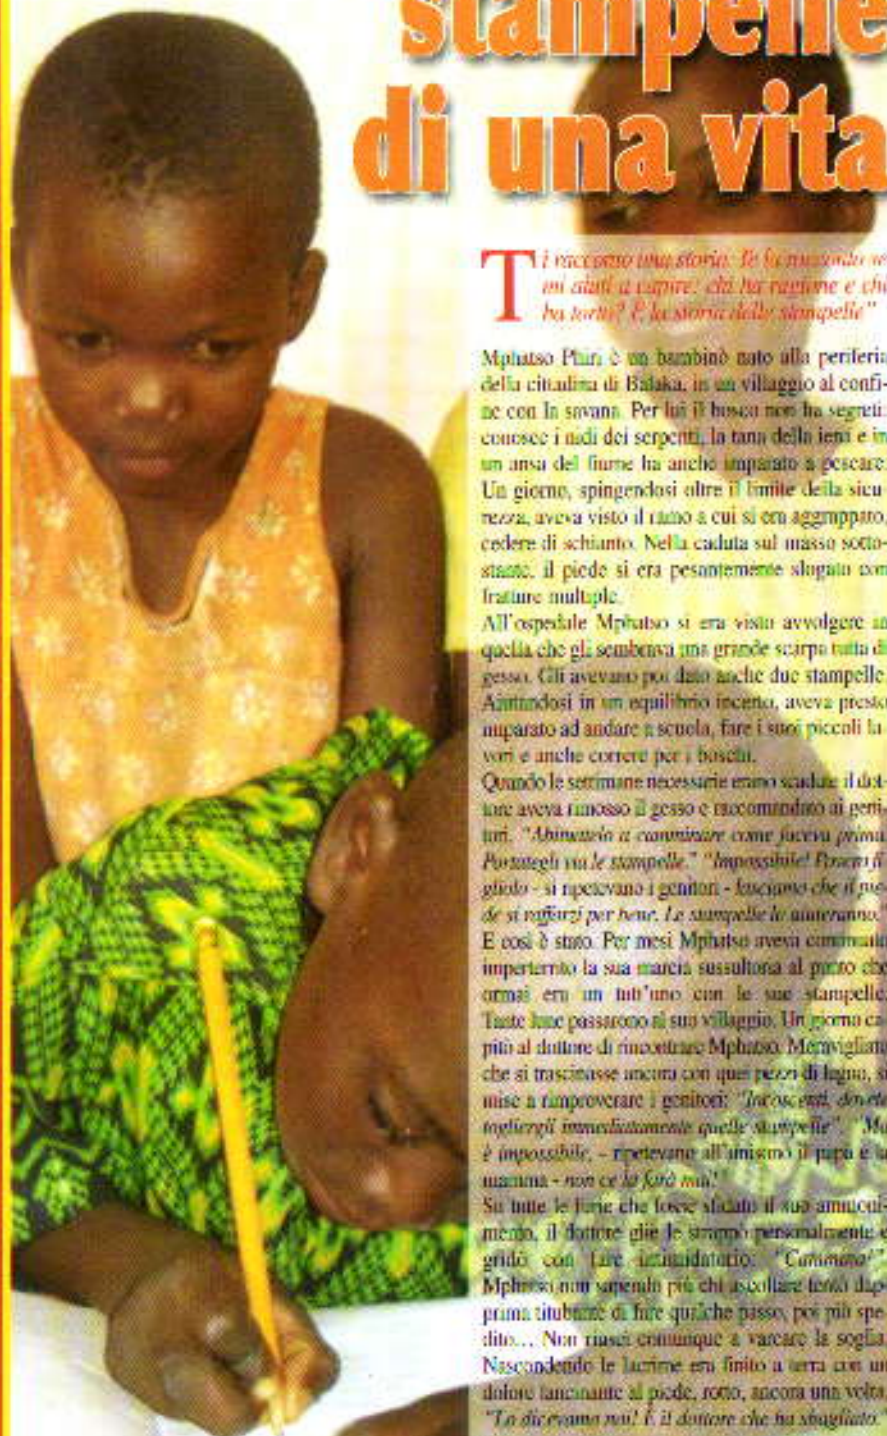 stampelle
di una vita
Ti racconto una storia. Te la racconto se
mi aiuti a capire: chi ha ragione e chi
ha torto? È la storia delle stampelle"
Mphatso Phiri è un bambinò nato alla periferia
della cittadina di Balaka, in un villaggio al confi-
ne con la savana. Per lui il bosco non ha segreti:
conosce i nidi dei serpenti, la tana della iena e in
un ansa del fiume ha anche imparato a pescare.
Un giorno, spingendosi oltre il limite della sicu-
rezza, aveva visto il ramo a cui si era aggrappato,
cedere di schianto. Nella caduta sul masso sotto-
stante, il piede si era pesantemente slogato con
fratture multiple.
All'ospedale Mphatso si era visto avvolgere in
quella che gli sembrava una grande scarpa tutta di
gesso. Gli avevano poi dato anche due stampelle.
Aiutandosi in un equilibrio incerto, aveva presto
imparato ad andare a scuola, fare i suoi piccoli la-
vori e anche correre per i boschi.
Quando le settimane necessarie erano scadute il dot-
tore aveva rimosso il gesso e raccomandato ai geni-
tori. "Abituatelo a camminare come faceva prima.
Portategli via le stampelle." "Impossibile! Povero fi-
gliolo - si ripetevano i genitori - lasciamo che il pie-
de si rafforzi per bene. Le stampelle lo aiuteranno."
E così è stato. Per mesi Mphatso aveva continuato
imperterrito la sua marcia sussultoria al punto che
ormai era un tutt'uno con le sue stampelle.
Tante lune passarono al suo villaggio. Un giorno ca-
pitò al dottore di rincontrare Mphatso. Meravigliato
che si trascinasse ancora con quei pezzi di legno, si
mise a rimproverare i genitori: "Incoscenti, dovete
togliergli immediatamente quelle stampelle". "Ma
è impossibile, - ripetevano all'unisono il papà e la
mamma - non ce la farà mai!"
Su tutte le furie che fosse sfidato il suo ammoni-
mento, il dottore glie le strappò personalmente e
gridò con fare intimidatorio: "Cammina!"
Mphatso non sapendo più chi ascoltare tentò dap-
prima titubante di fare qualche passo, poi più spe-
dito... Non riuscì comunque a varcare la soglia.
Nascondendo le lacrime era finito a terra con un
dolore lancinante al piede, rotto, ancora una volta.
"Lo dicevamo noi! È il dottore che ha sbagliato."